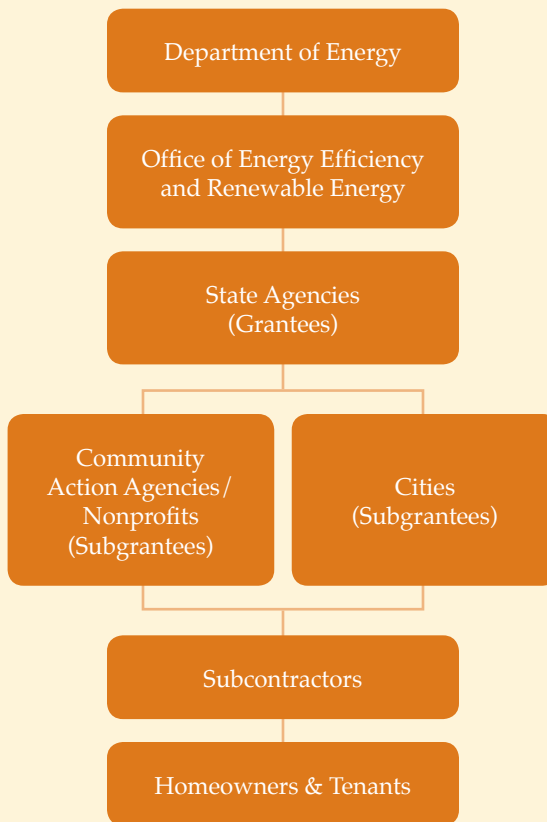 Department of Energy
Office of Energy Efficiency
and Renewable Energy
State Agencies
(Grantees)
Community
Action Agencies/
Nonprofits
(Subgrantees)
Cities
(Subgrantees)
Subcontractors
Homeowners & Tenants